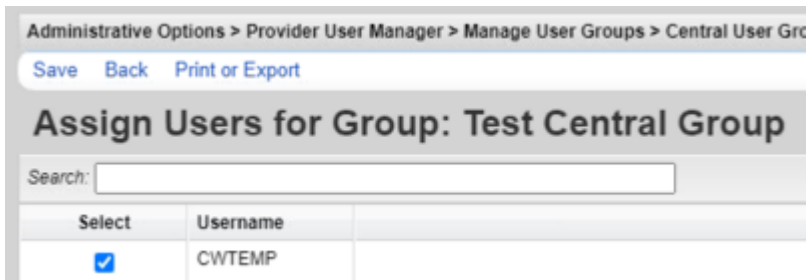 Administrative Options > Provider User Manager > Manage User Groups > Central User Gro
Save Back Print or Export
Assign Users for Group: Test Central Group
Search:
Select Username
CWTEMP